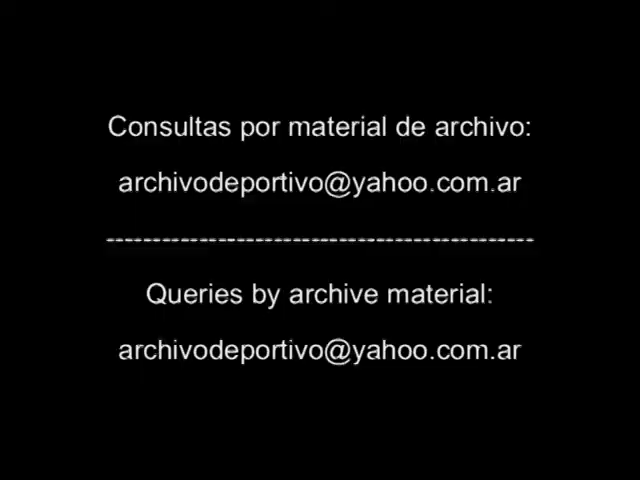 Consultas por material de archivo:
archivodeportivo@yahoo.com.ar
-----------------------------------------------
Queries by archive material:
archivodeportivo@yahoo.com.ar